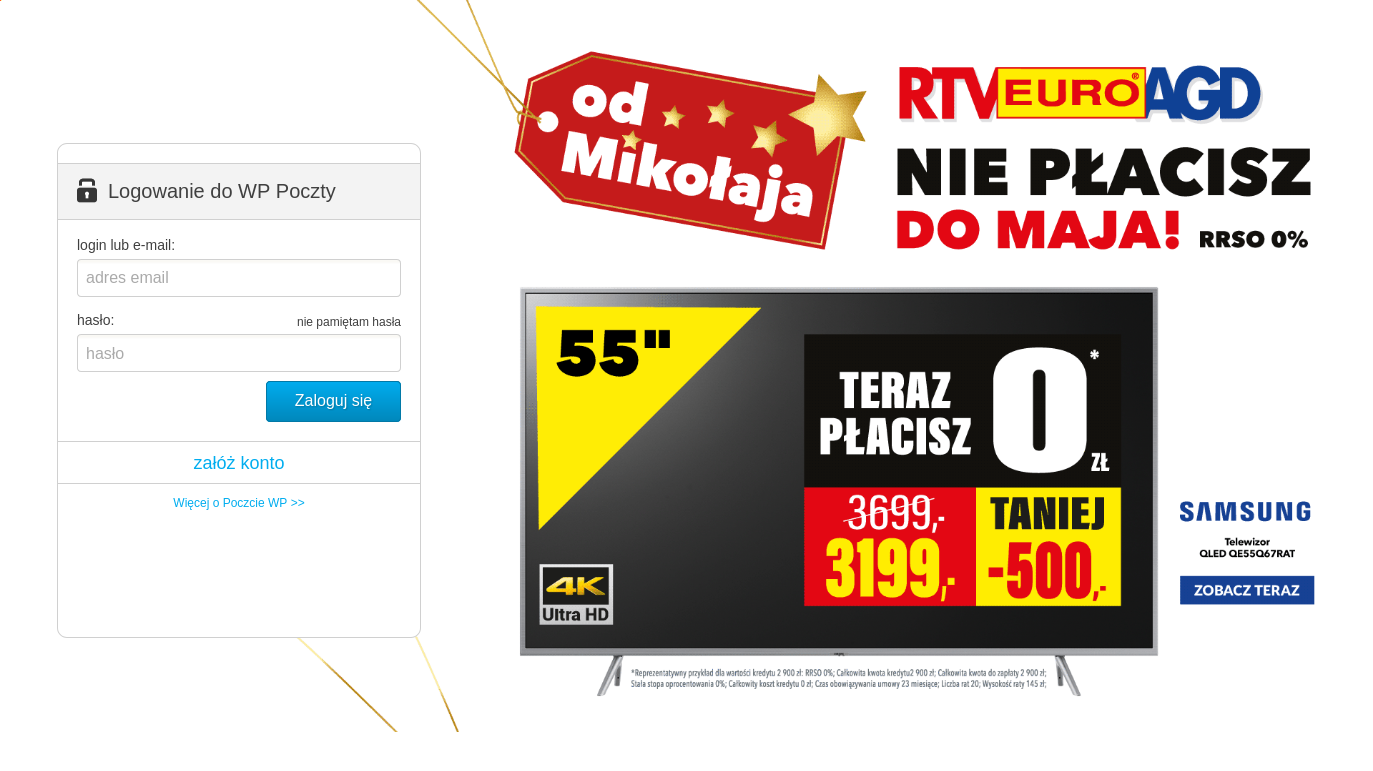 Logowanie do WP Poczty
login lub e-mail:
adres email
hasło:
nie pamiętam hasła
hasło
Zaloguj się
załóż konto
Więcej o Poczcie WP >>
od
Mikołaja
RTV EURO® AGD
NIE PŁACISZ
DO MAJA! RRSO 0%
55"
TERAZ
PŁACISZ
0*
ZŁ
3699,-
3199,-
TANIEJ
-500,-
4K
Ultra HD
SAMSUNG
Telewizor
QLED QE55Q67RAT
ZOBACZ TERAZ
*Reprezentatywny przykład dla wartości kredytu 2 900 zł: RRSO 0%; Całkowita kwota kredytu2 900 zł; Całkowita kwota do zapłaty 2 900 zł;
Stała stopa oprocentowania 0%; Całkowity koszt kredytu 0 zł; Czas obowiązywania umowy 23 miesiące; Liczba rat 20; Wysokość raty 145 zł;